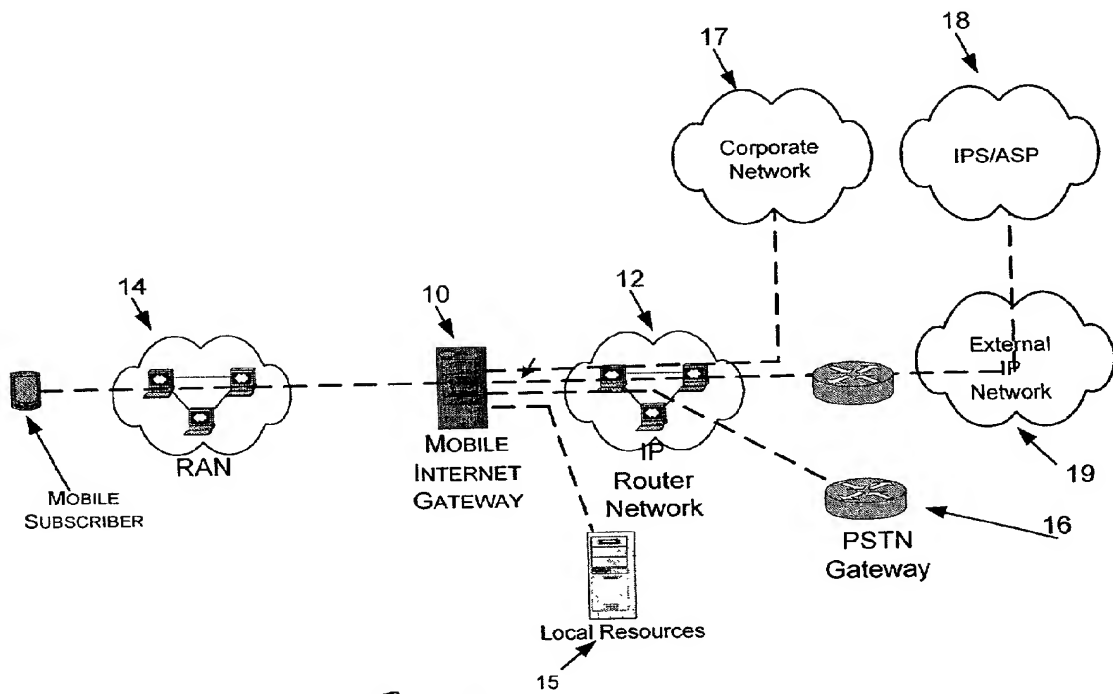 17
18
Corporate
Network
IPS/ASP
14
10
12
External
IP
Network
RAN
MOBILE
INTERNET
GATEWAY
IP
Router
Network
19
MOBILE
SUBSCRIBER
16
PSTN
Gateway
Local Resources
15